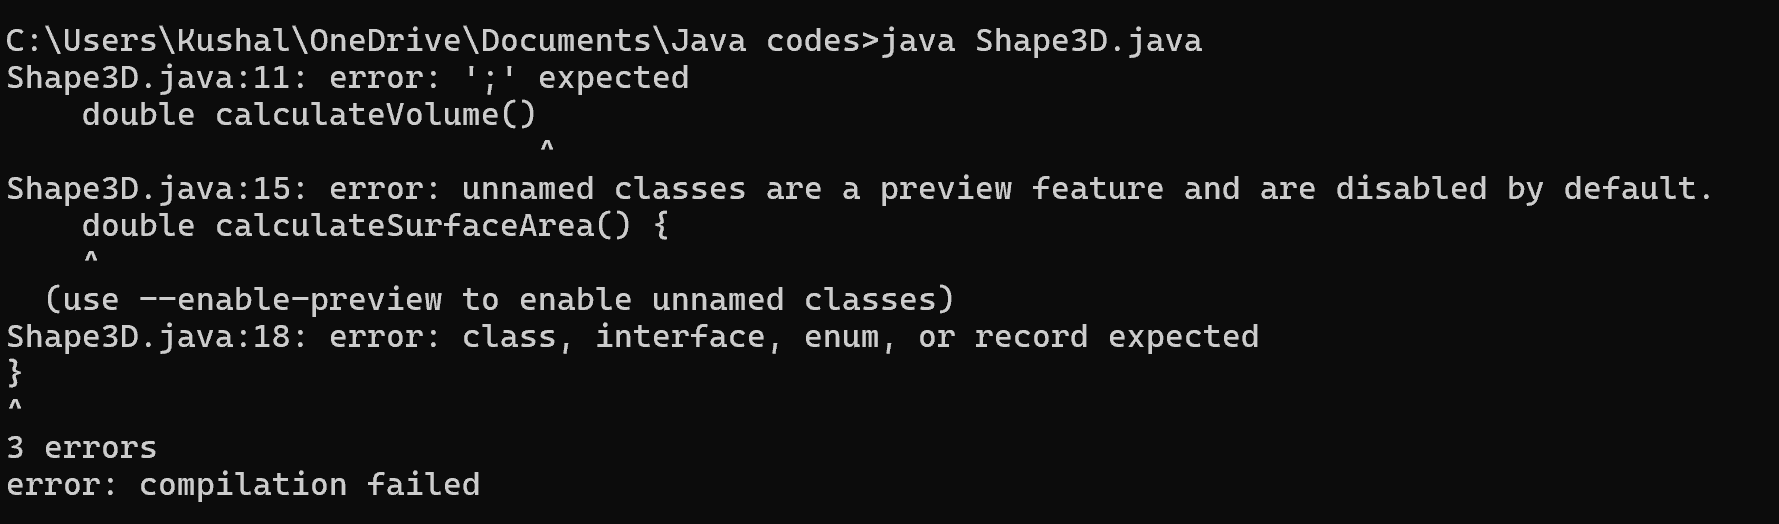 C:\Users\Kushal\OneDrive\Documents\Java codes>java Shape3D.java
Shape3D.java:11: error: ';' expected
    double calculateVolume()
                            ^
Shape3D.java:15: error: unnamed classes are a preview feature and are disabled by default.
    double calculateSurfaceArea() {
    ^
  (use --enable-preview to enable unnamed classes)
Shape3D.java:18: error: class, interface, enum, or record expected
}
^
3 errors
error: compilation failed